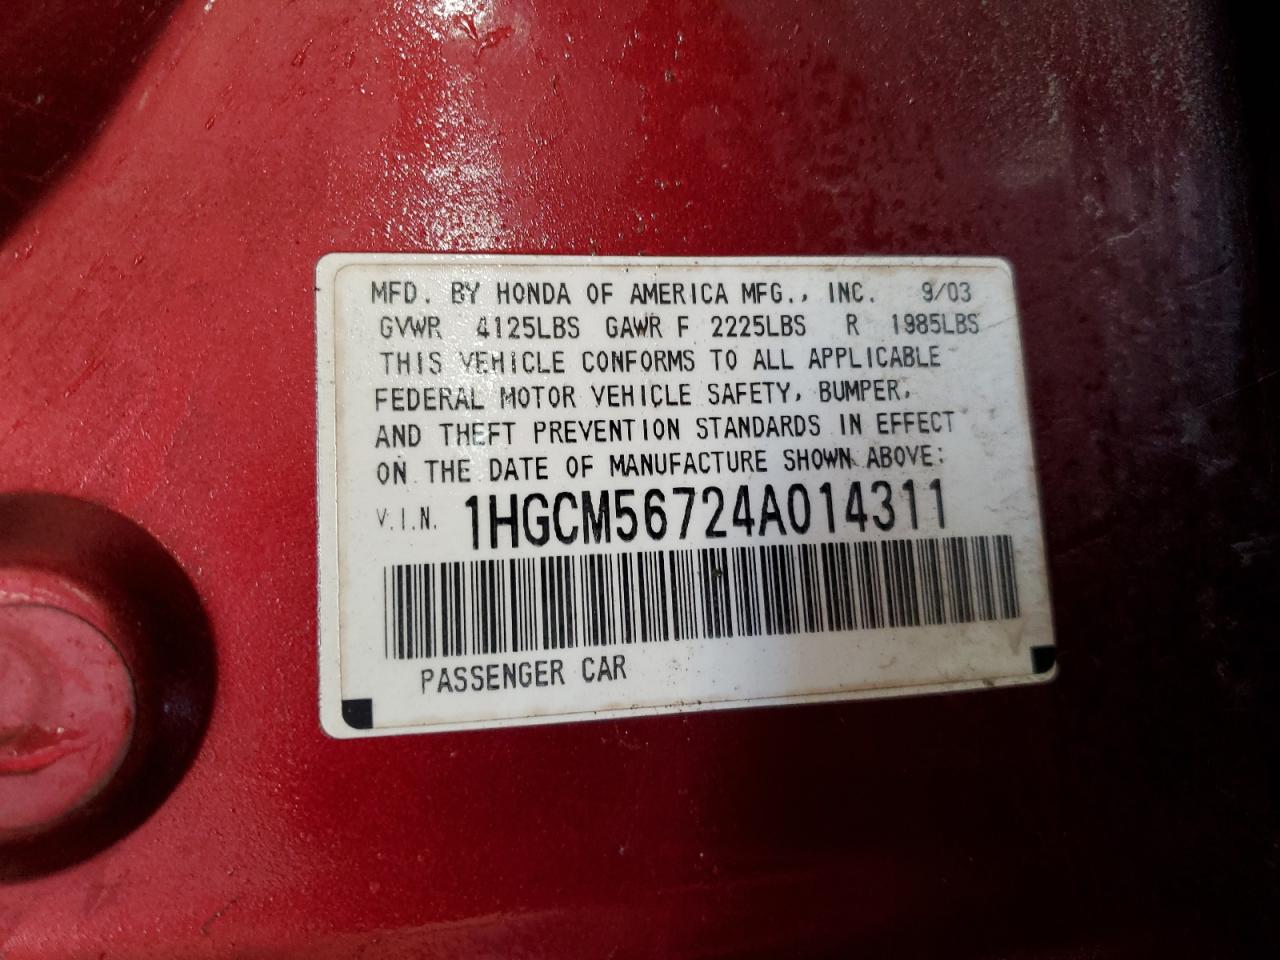 MFD. BY HONDA OF AMERICA MFG., INC. 9/03
GVWR 4125LBS GAWR F 2225LBS R 1985LBS
THIS VEHICLE CONFORMS TO ALL APPLICABLE
FEDERAL MOTOR VEHICLE SAFETY, BUMPER,
AND THEFT PREVENTION STANDARDS IN EFFECT
ON THE DATE OF MANUFACTURE SHOWN ABOVE:
V.I.N. 1HGCM56724A014311
PASSENGER CAR